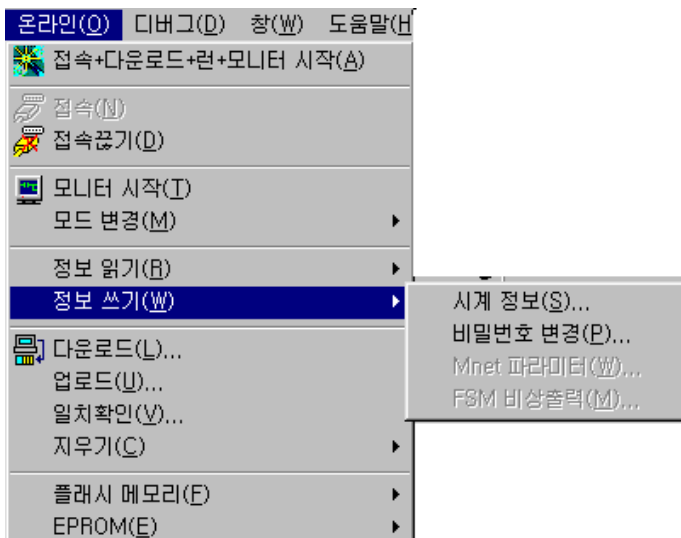 온라인(O) 디버그(D) 창(W) 도움말(H
접속+다운로드+런+모니터 시작(A)
접속(N)
접속끊기(D)
모니터 시작(T)
모드 변경(M)
정보 읽기(R)
정보 쓰기(W)
시계 정보(S)...
비밀번호 변경(P)...
Mnet 파라미터(W)...
FSM 비상출력(M)...
다운로드(L)...
업로드(U)...
일치확인(V)...
지우기(C)
플래시 메모리(F)
EPROM(E)